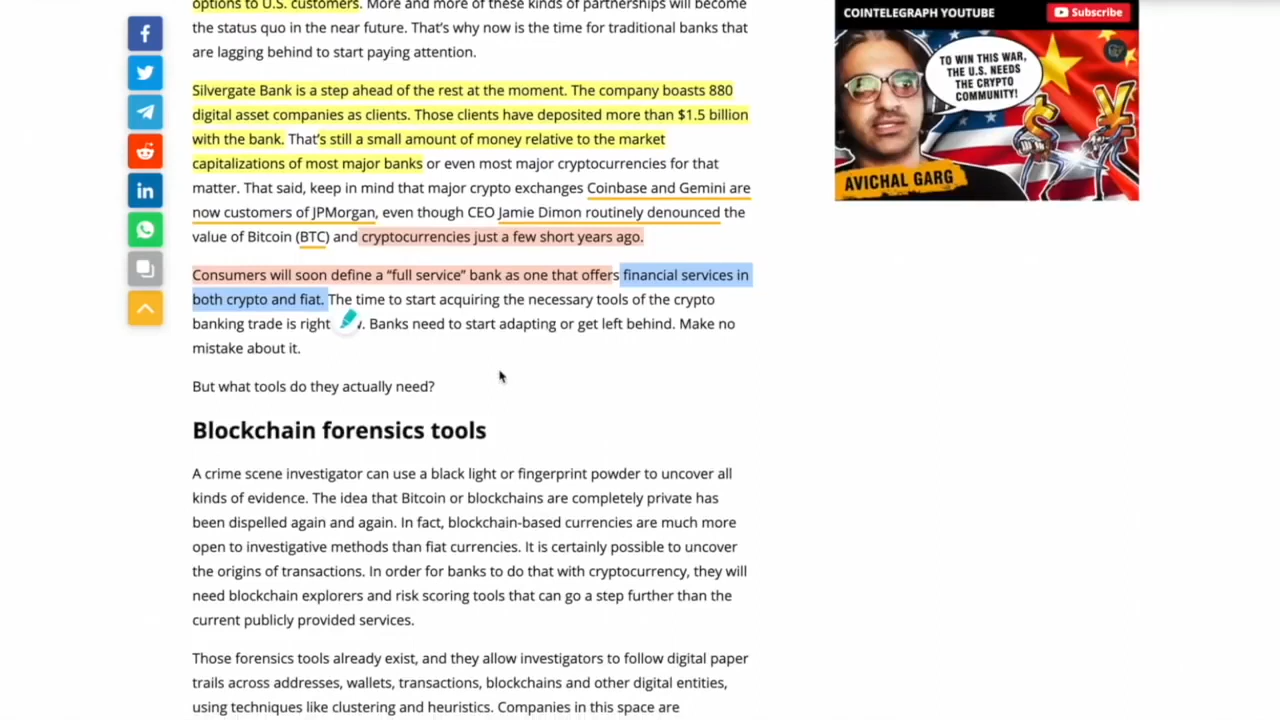 options to U.S. customers. More and more of these kinds of partnerships will become
the status quo in the near future. That's why now is the time for traditional banks that
are lagging behind to start paying attention.
Silvergate Bank is a step ahead of the rest at the moment. The company boasts 880
digital asset companies as clients. Those clients have deposited more than $1.5 billion
with the bank. That's still a small amount of money relative to the market
capitalizations of most major banks or even most major cryptocurrencies for that
matter. That said, keep in mind that major crypto exchanges Coinbase and Gemini are
now customers of JPMorgan, even though CEO Jamie Dimon routinely denounced the
value of Bitcoin (BTC) and cryptocurrencies just a few short years ago.
Consumers will soon define a “full service” bank as one that offers financial services in
both crypto and fiat. The time to start acquiring the necessary tools of the crypto
banking trade is right. Banks need to start adapting or get left behind. Make no
mistake about it.
But what tools do they actually need?
Blockchain forensics tools
A crime scene investigator can use a black light or fingerprint powder to uncover all
kinds of evidence. The idea that Bitcoin or blockchains are completely private has
been dispelled again and again. In fact, blockchain-based currencies are much more
open to investigative methods than fiat currencies. It is certainly possible to uncover
the origins of transactions. In order for banks to do that with cryptocurrency, they will
need blockchain explorers and risk scoring tools that can go a step further than the
current publicly provided services.
Those forensics tools already exist, and they allow investigators to follow digital paper
trails across addresses, wallets, transactions, blockchains and other digital entities,
using techniques like clustering and heuristics. Companies in this space are
COINTELEGRAPH YOUTUBE
Subscribe
TO WIN THIS WAR,
THE U.S. NEEDS
THE CRYPTO
COMMUNITY!
AVICHAL GARG